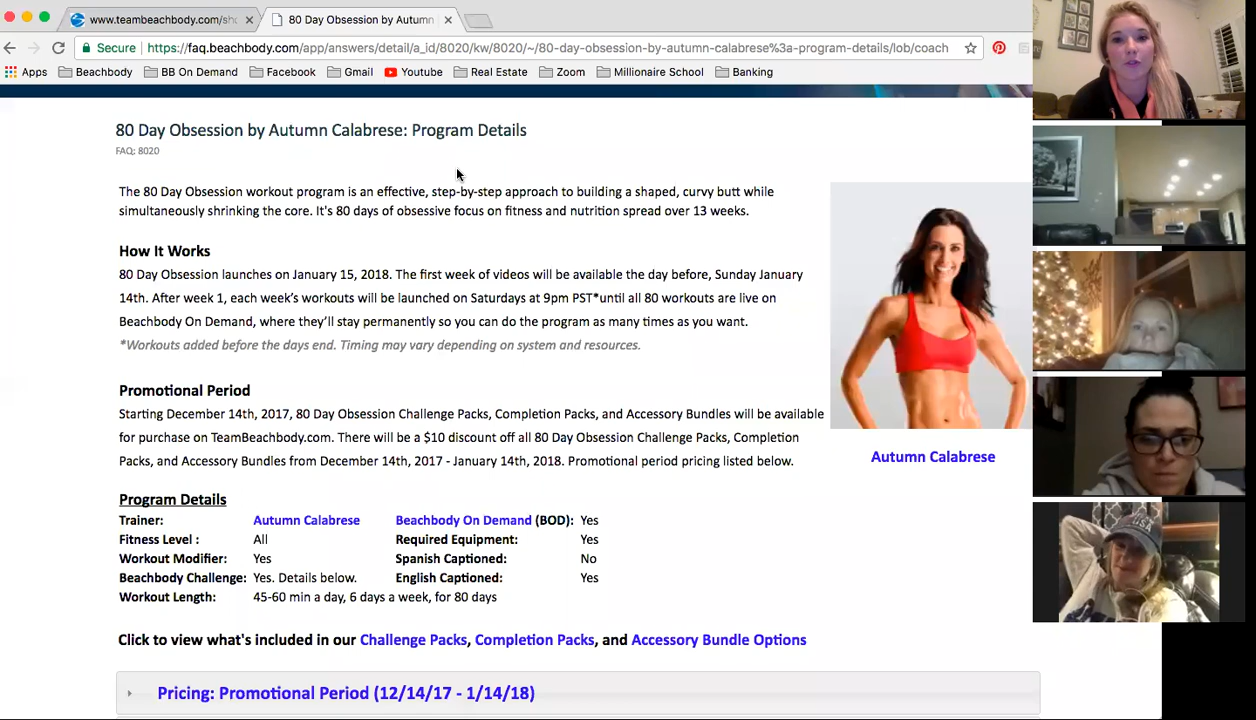 www.teambeachbody.com/sh
80 Day Obsession by Autumn
Secure
https://faq.beachbody.com/app/answers/detail/a_id/8020/kw/8020/~/80-day-obsession-by-autumn-calabrese%3a-program-details/lob/coach
Apps Beachbody BB On Demand Facebook Gmail Youtube Real Estate Zoom Millionaire School Banking
80 Day Obsession by Autumn Calabrese: Program Details
FAQ: 8020
The 80 Day Obsession workout program is an effective, step-by-step approach to building a shaped, curvy butt while
simultaneously shrinking the core. It's 80 days of obsessive focus on fitness and nutrition spread over 13 weeks.
How It Works
80 Day Obsession launches on January 15, 2018. The first week of videos will be available the day before, Sunday January
14th. After week 1, each week's workouts will be launched on Saturdays at 9pm PST*until all 80 workouts are live on
Beachbody On Demand, where they'll stay permanently so you can do the program as many times as you want.
*Workouts added before the days end. Timing may vary depending on system and resources.
Promotional Period
Starting December 14th, 2017, 80 Day Obsession Challenge Packs, Completion Packs, and Accessory Bundles will be available
for purchase on TeamBeachbody.com. There will be a $10 discount off all 80 Day Obsession Challenge Packs, Completion
Packs, and Accessory Bundles from December 14th, 2017 - January 14th, 2018. Promotional period pricing listed below.
Autumn Calabrese
Program Details
Trainer: Autumn Calabrese Beachbody On Demand (BOD): Yes
Fitness Level : All Required Equipment: Yes
Workout Modifier: Yes Spanish Captioned: No
Beachbody Challenge: Yes. Details below. English Captioned: Yes
Workout Length: 45-60 min a day, 6 days a week, for 80 days
Click to view what's included in our Challenge Packs, Completion Packs, and Accessory Bundle Options
Pricing: Promotional Period (12/14/17 - 1/14/18)